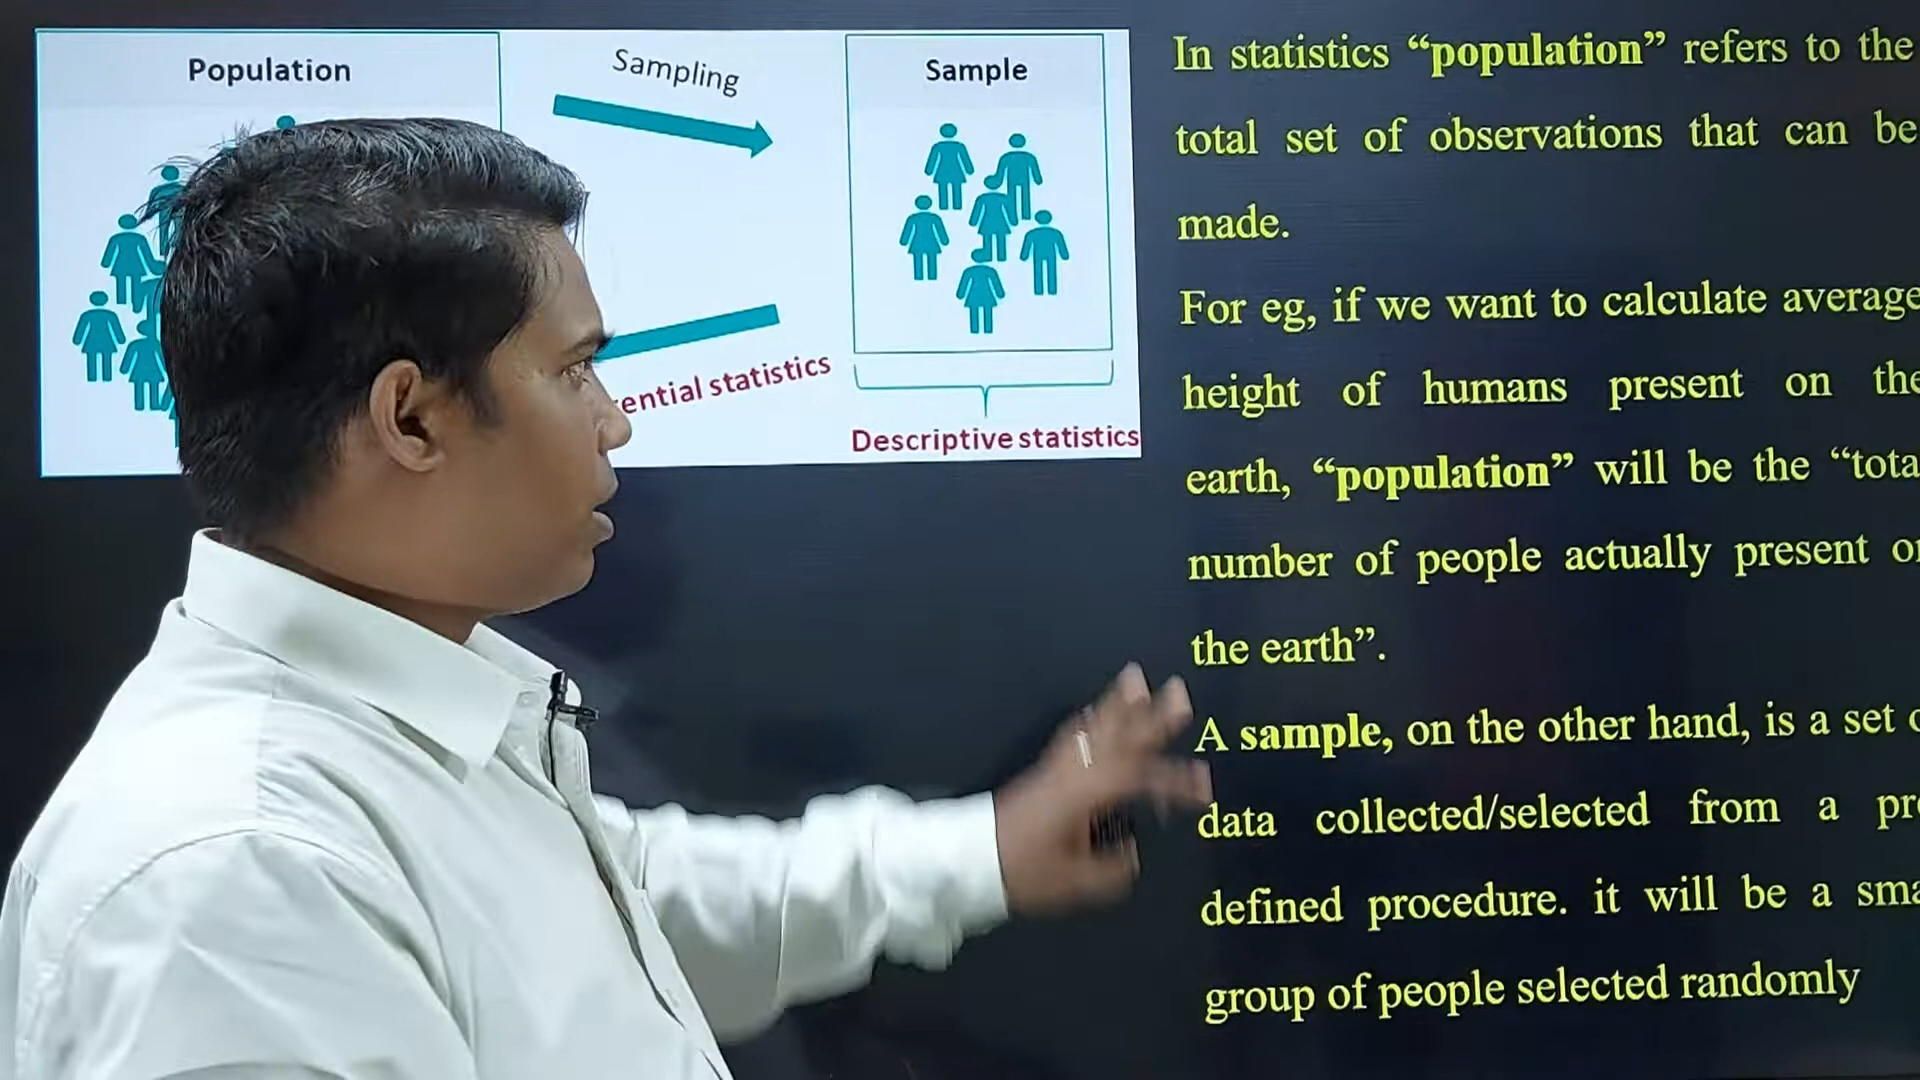 Population
Sampling
Sample
ential statistics
Descriptive statistics
In statistics “population” refers to the
total set of observations that can be
made.
For eg, if we want to calculate average
height of humans present on the
earth, “population” will be the “tota
number of people actually present
the earth”.
A sample, on the other hand, is a set
data collected/selected from a pr
defined procedure. it will be a sma
group of people selected randomly